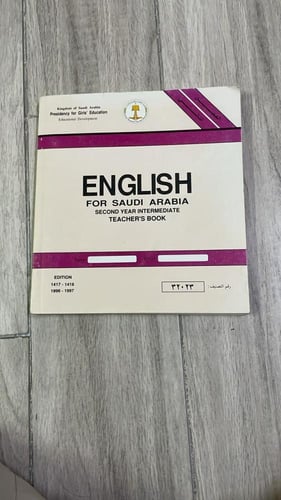 Kingdom of Saudi Arabia
Presidency for Girls' Education
Educational Development
ENGLISH
FOR SAUDI ARABIA
SECOND YEAR INTERMEDIATE
TEACHER'S BOOK
EDITION
1417 - 1418
1996 - 1997
٣٢٠٢٣
رقم الصنف